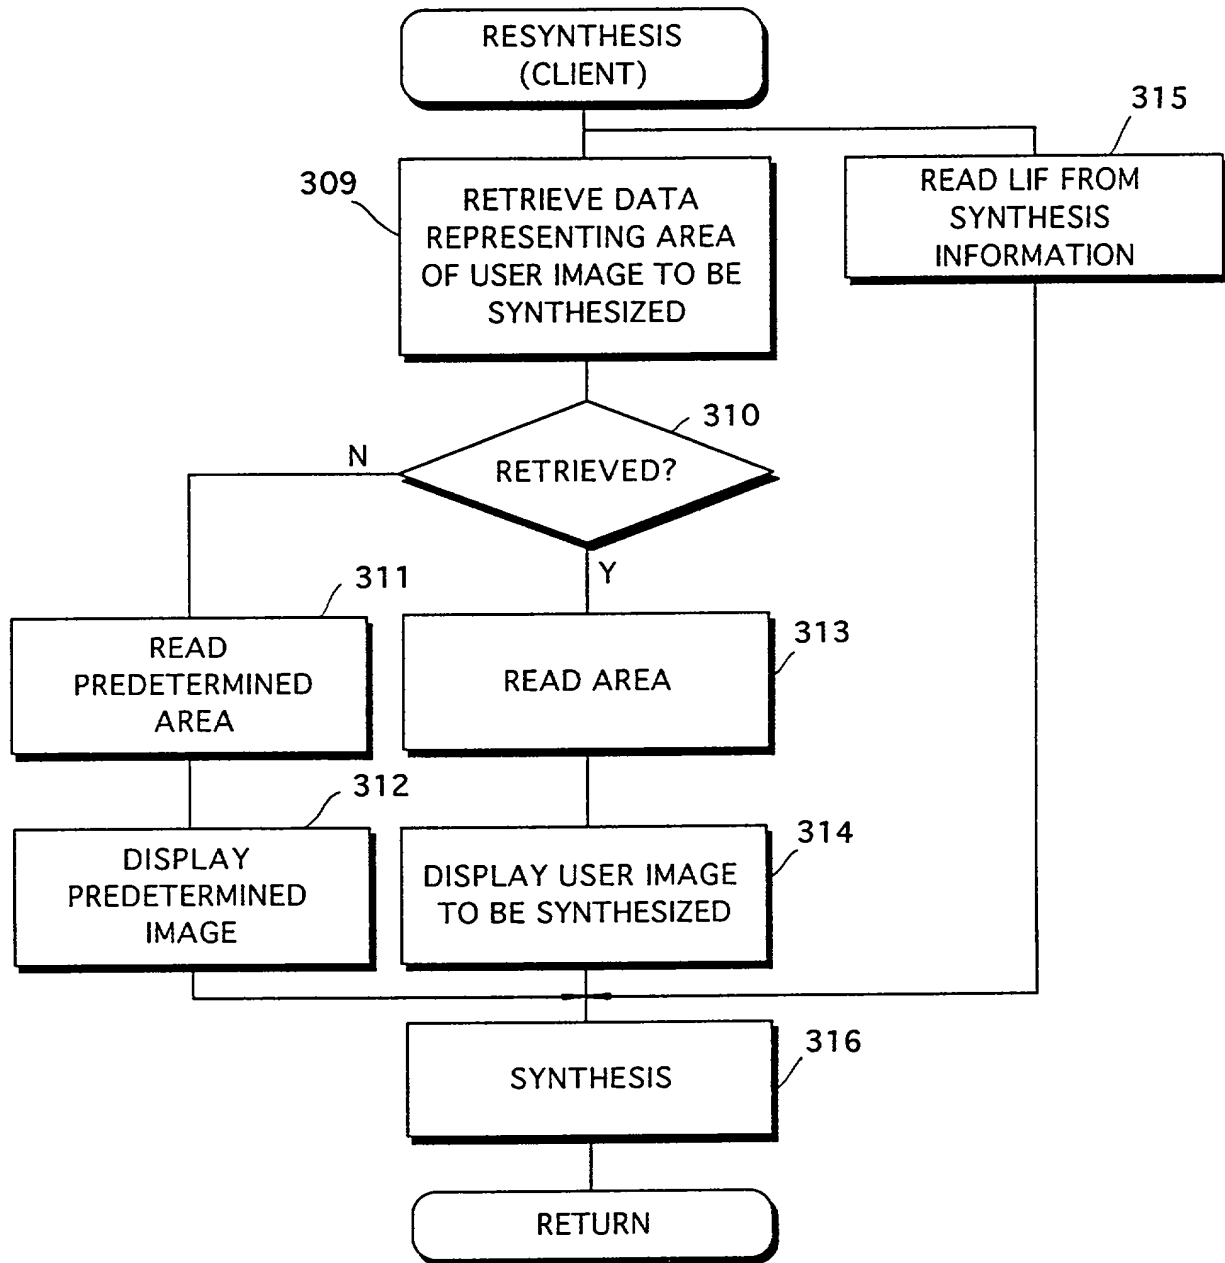 RESYNTHESIS
(CLIENT)
315
309
RETRIEVE DATA
REPRESENTING AREA
OF USER IMAGE TO BE
SYNTHESIZED
READ LIF FROM
SYNTHESIS
INFORMATION
310
N
RETRIEVED?
Y
311
READ
PREDETERMINED
AREA
313
READ AREA
312
DISPLAY
PREDETERMINED
IMAGE
314
DISPLAY USER IMAGE
TO BE SYNTHESIZED
316
SYNTHESIS
RETURN